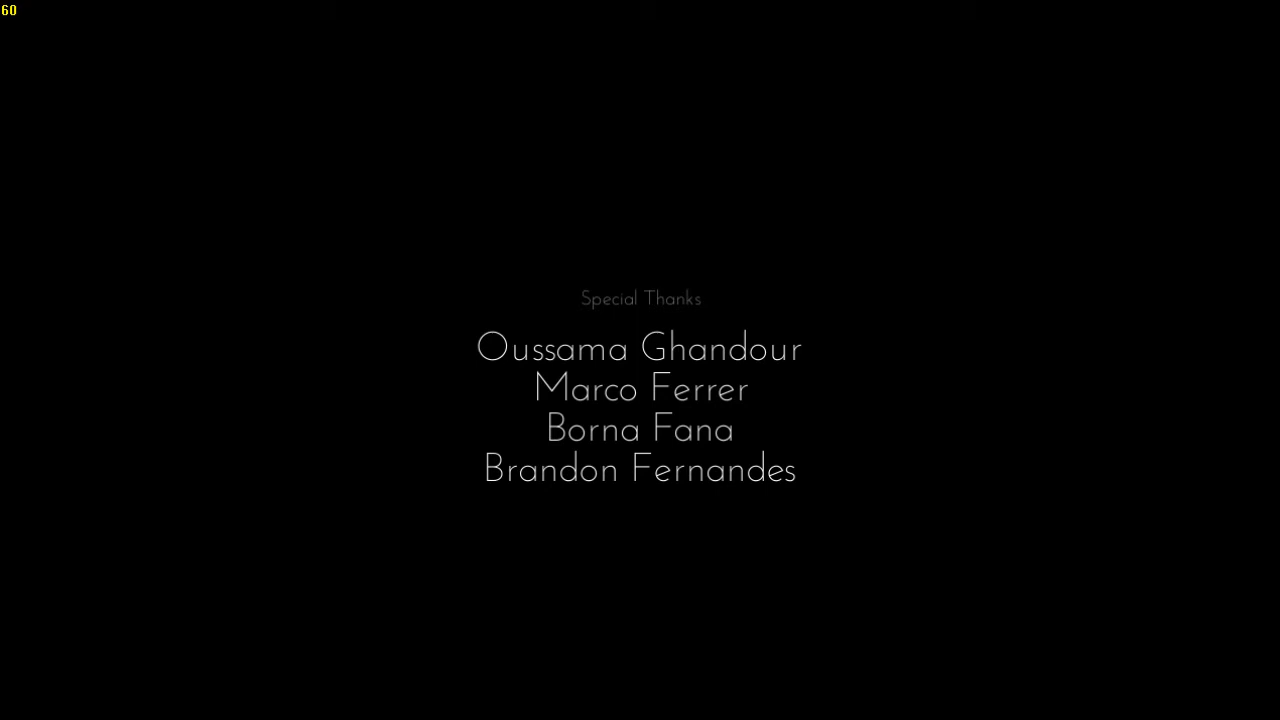 60
Special Thanks
Oussama Ghandour
Marco Ferrer
Borna Fana
Brandon Fernandes